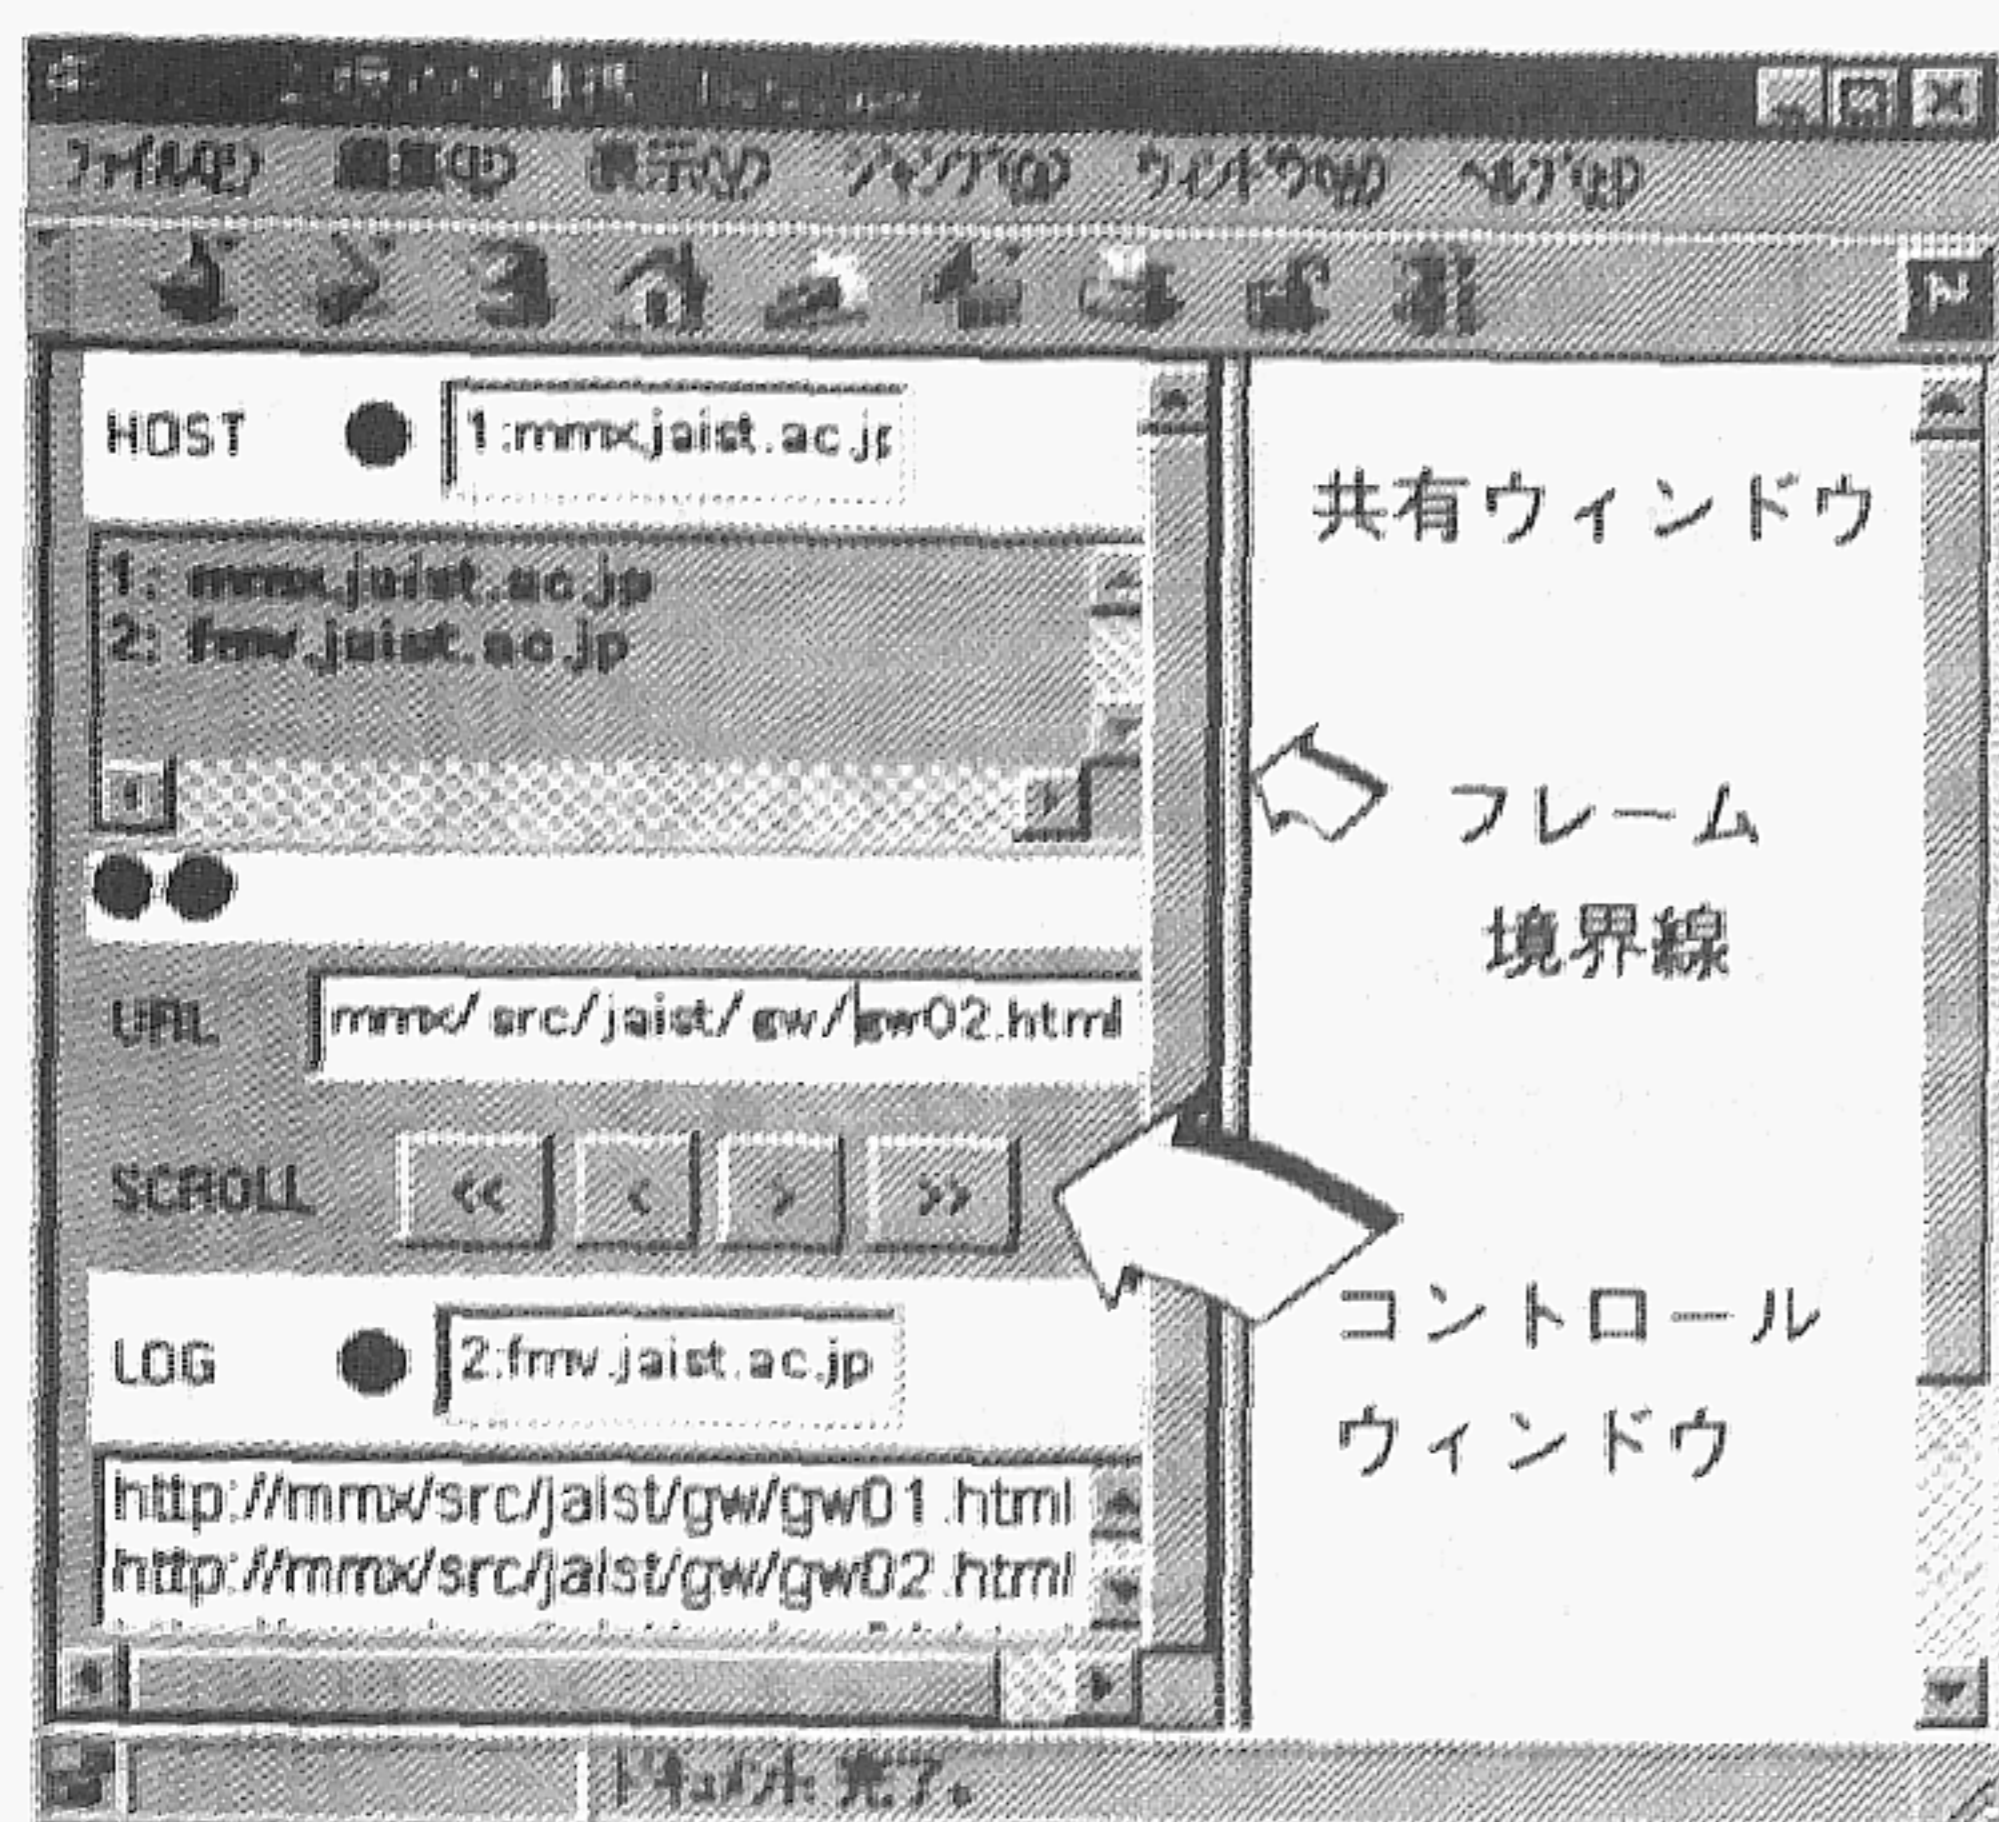 ファイル(F) 編集(E) 表示(V) ジャンプ(G) ウィンドウ(W) ヘルプ(H)
N
HOST 1:mmx.jaist.ac.jp
1: mmx.jaist.ac.jp
2: fmv.jaist.ac.jp
URL mmx/src/jaist/gw/gw02.html
SCROLL << < > >>
LOG 2:fmv.jaist.ac.jp
http://mmx/src/jaist/gw/gw01.html
http://mmx/src/jaist/gw/gw02.html
共有ウィンドウ
フレーム
境界線
コントロール
ウィンドウ
ドキュメント: 完了。